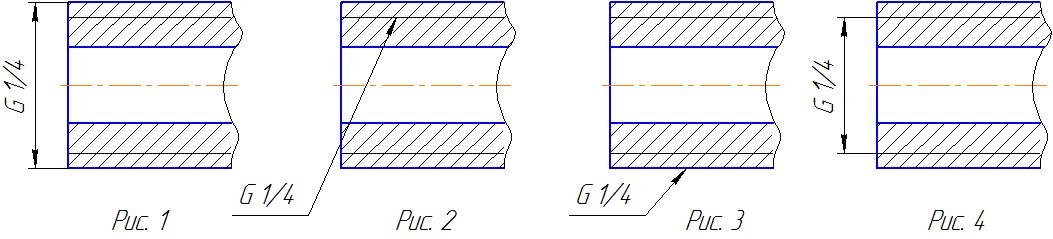 G 1/4
G 1/4
G 1/4
G 1/4
Рис. 1
Рис. 2
Рис. 3
Рис. 4